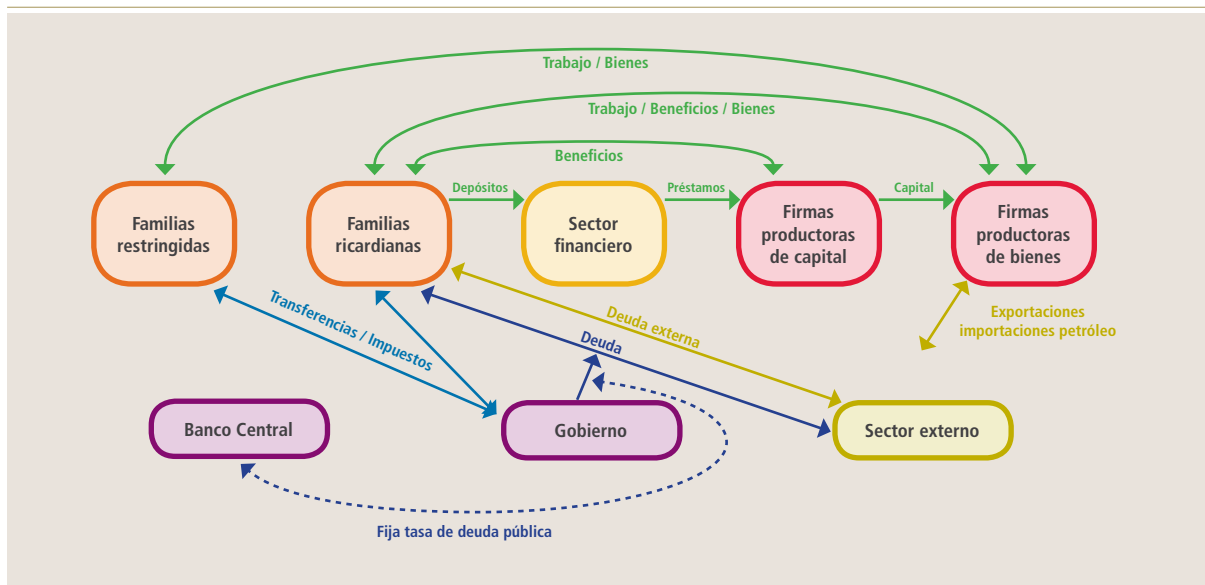 Trabajo / Bienes
Trabajo / Beneficios / Bienes
Beneficios
Depósitos
Préstamos
Capital
Familias
restringidas
Familias
ricardianas
Sector
financiero
Firmas
productoras
de capital
Firmas
productoras
de bienes
Transferencias / Impuestos
Deuda externa
Deuda
Exportaciones
importaciones petróleo
Banco Central
Gobierno
Sector externo
Fija tasa de deuda pública